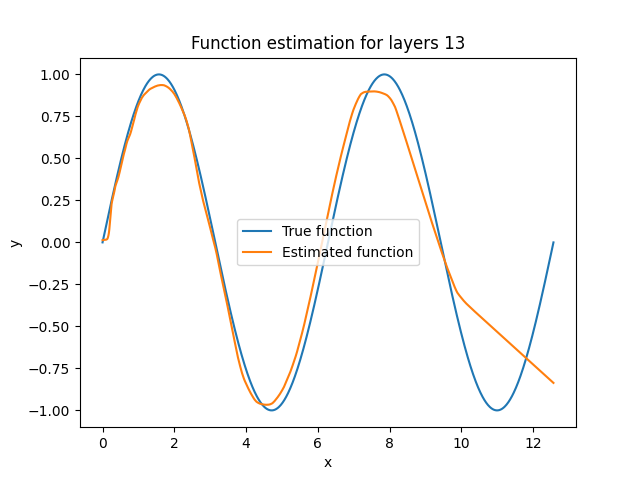 Function estimation for layers 13
1.00
0.75
0.50
0.25
0.00
−0.25
−0.50
−0.75
−1.00
y
True function
Estimated function
0 2 4 6 8 10 12
x